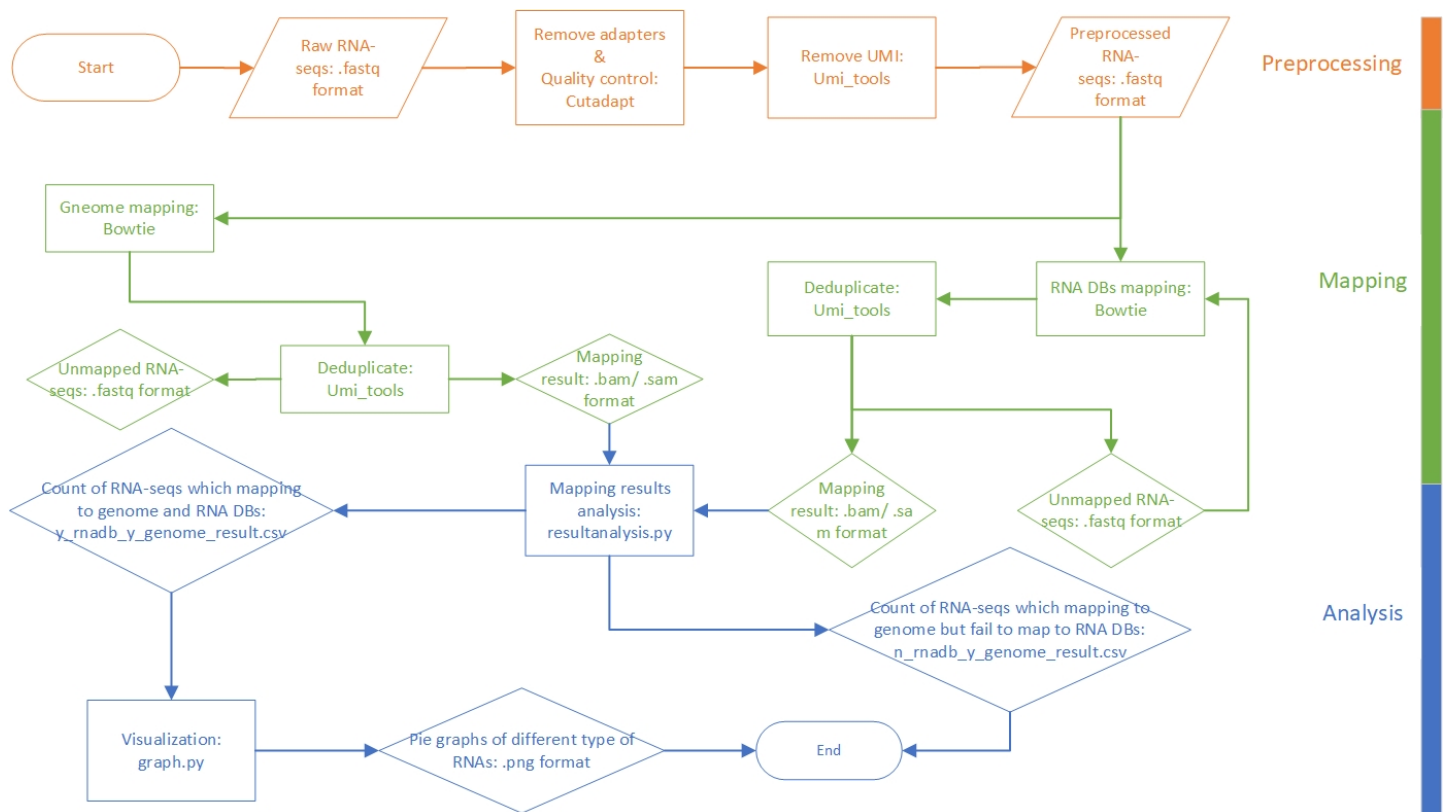 Start
Raw RNA-
seqs: .fastq
format
Remove adapters
&
Quality control:
Cutadapt
Remove UMI:
Umi_tools
Preprocessed
RNA-
seqs: .fastq
format
Preprocessing
Gneome mapping:
Bowtie
Deduplicate:
Umi_tools
RNA DBs mapping:
Bowtie
Mapping
Unmapped RNA-
seqs: .fastq format
Deduplicate:
Umi_tools
Mapping
result: .bam/ .sam
format
Count of RNA-seqs which mapping
to genome and RNA DBs:
y_rnadb_y_genome_result.csv
Mapping results
analysis:
resultanalysis.py
Mapping
result: .bam/ .sa
m format
Unmapped RNA-
seqs: .fastq format
Count of RNA-seqs which mapping to
genome but fail to map to RNA DBs:
n_rnadb_y_genome_result.csv
Analysis
Visualization:
graph.py
Pie graphs of different type of
RNAs: .png format
End